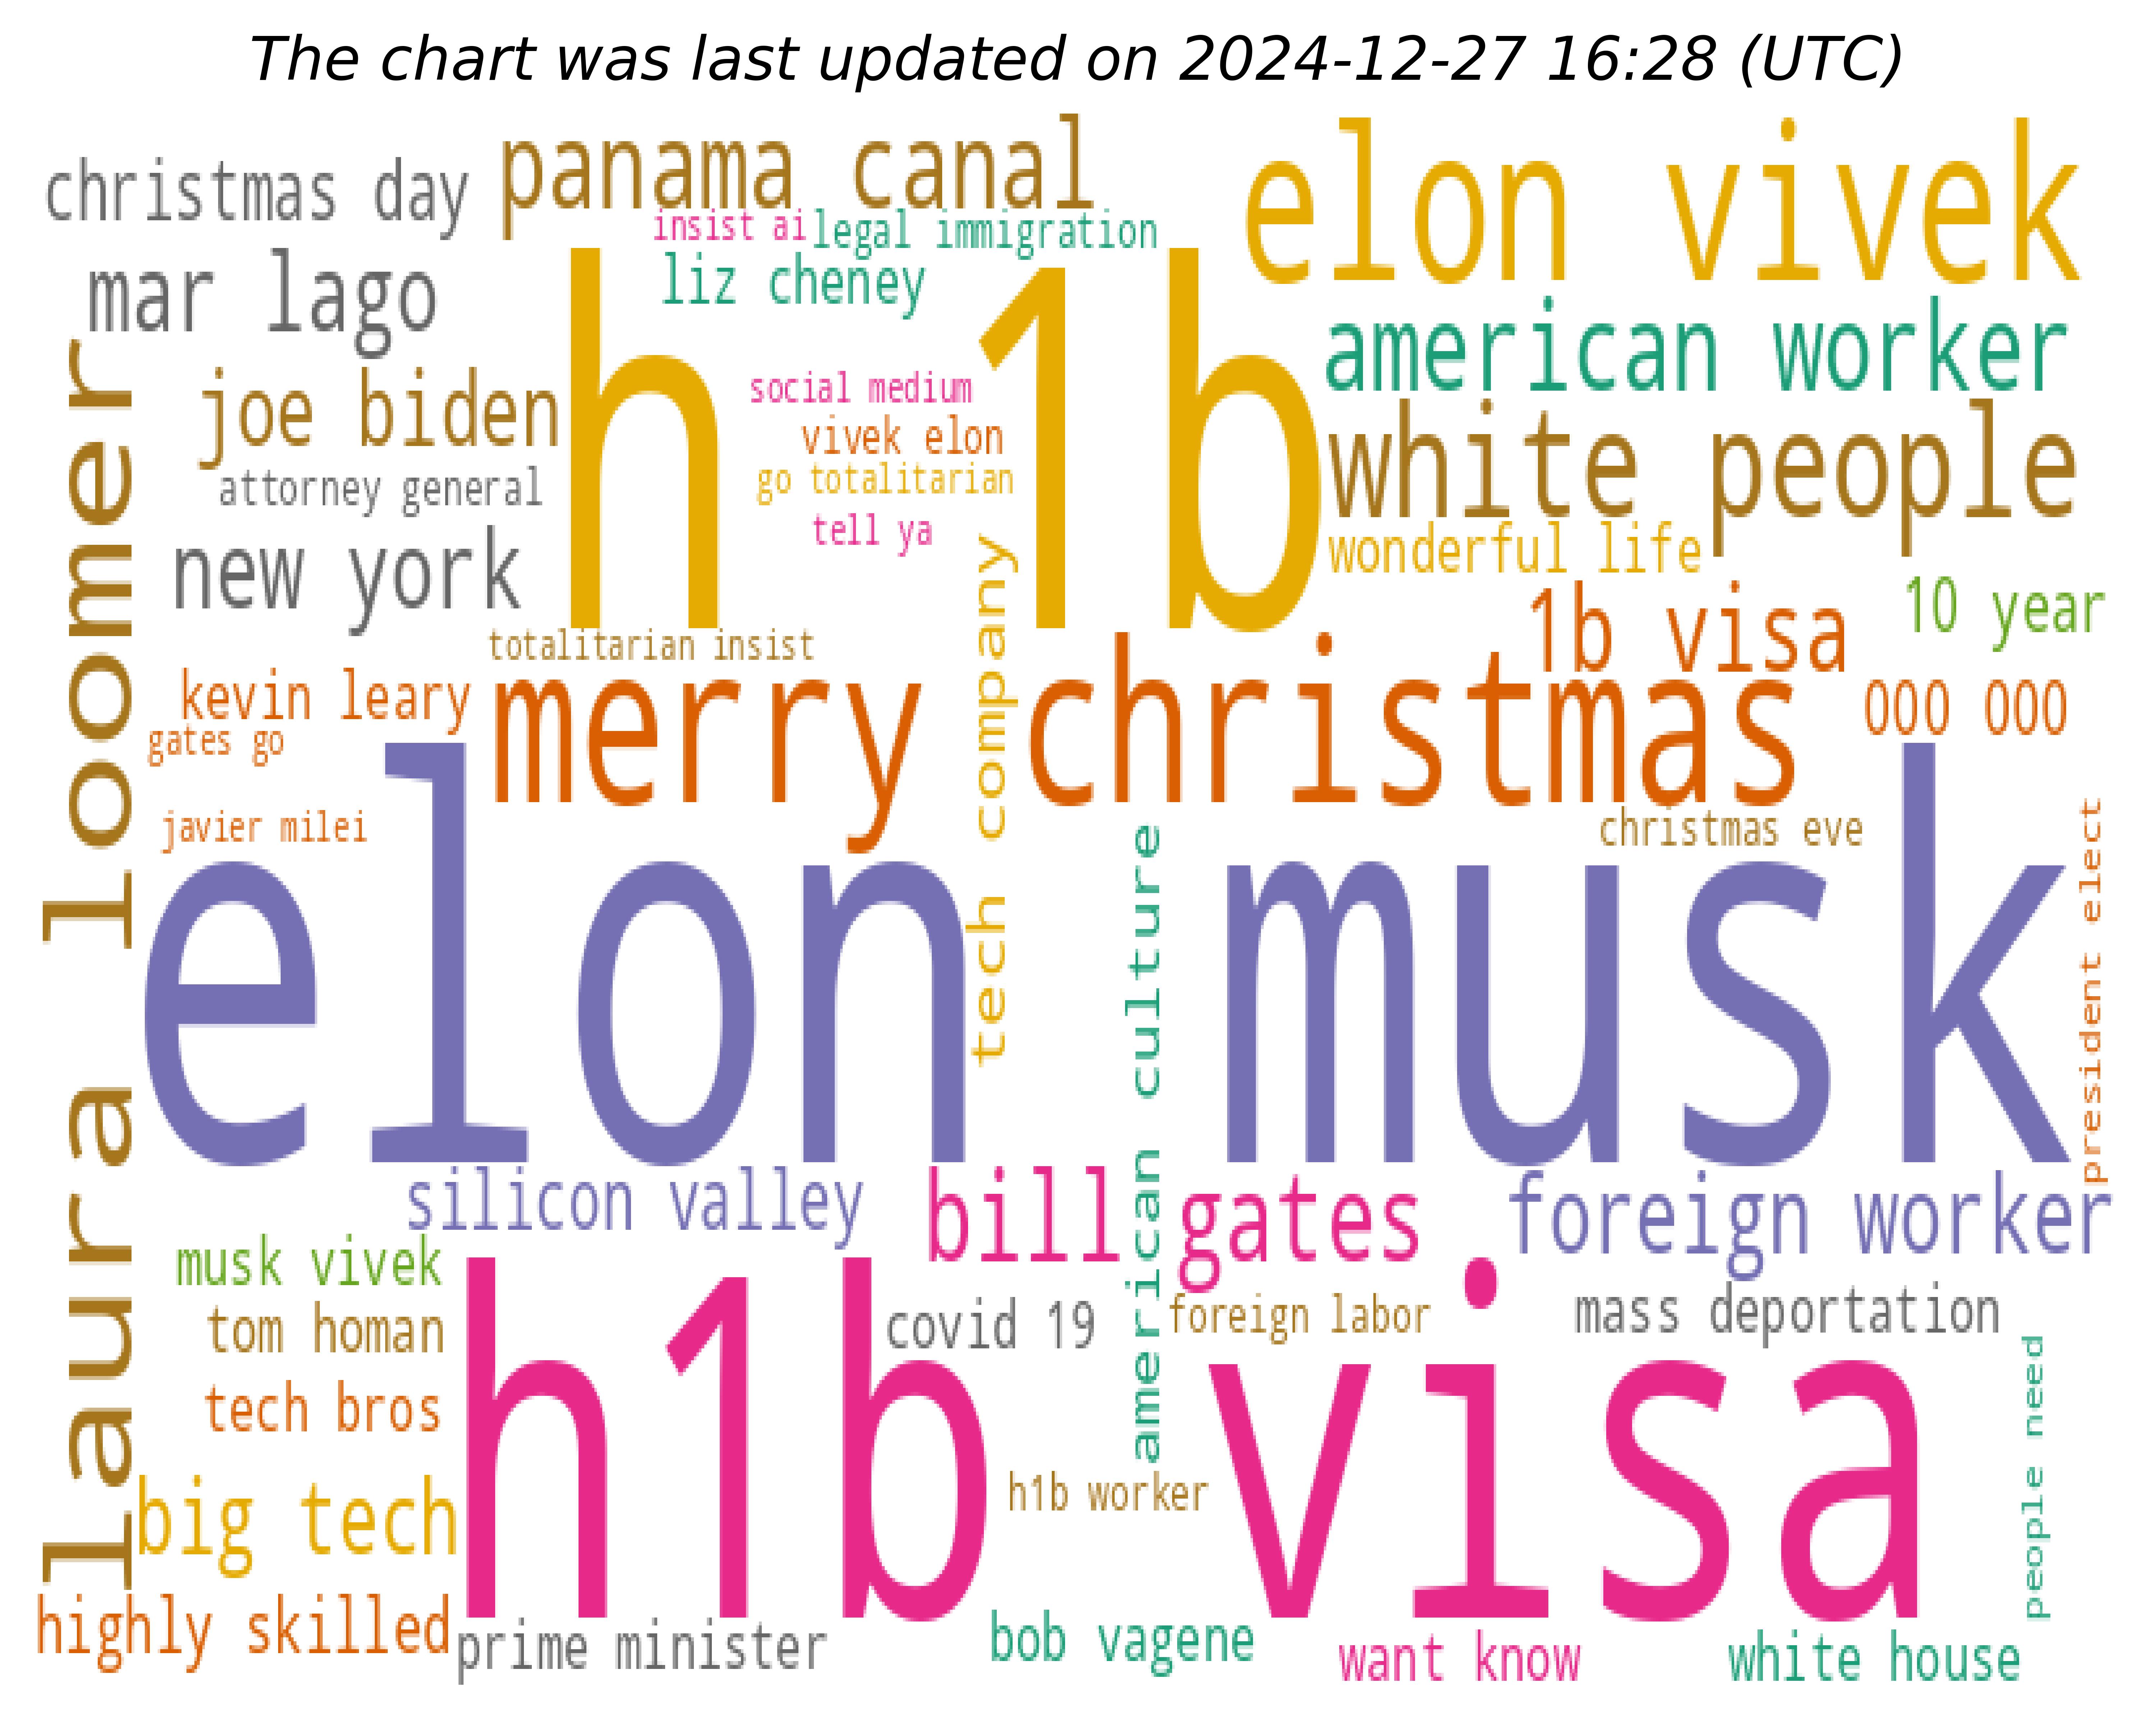 The chart was last updated on 2024-12-27 16:28 (UTC)
panama canal
elon vivek
christmas day
insist ai
legal immigration
liz cheney
mar lago
h 1b
american worker
joe biden
social medium
white people
vivek elon
go totalitarian
attorney general
tell ya
new york
wonderful life
10 year
1b visa
totalitarian insist
kevin leary
merry christmas
000 000
gates go
javier milei
christmas eve
laura loomer
tech company
american culture
president elect
elon musk
silicon valley
bill gates
foreign worker
musk vivek
tom homan
covid 19
foreign labor
mass deportation
tech bros
h1b visa
people need
big tech
h1b worker
highly skilled
prime minister
bob vagene
want know
white house